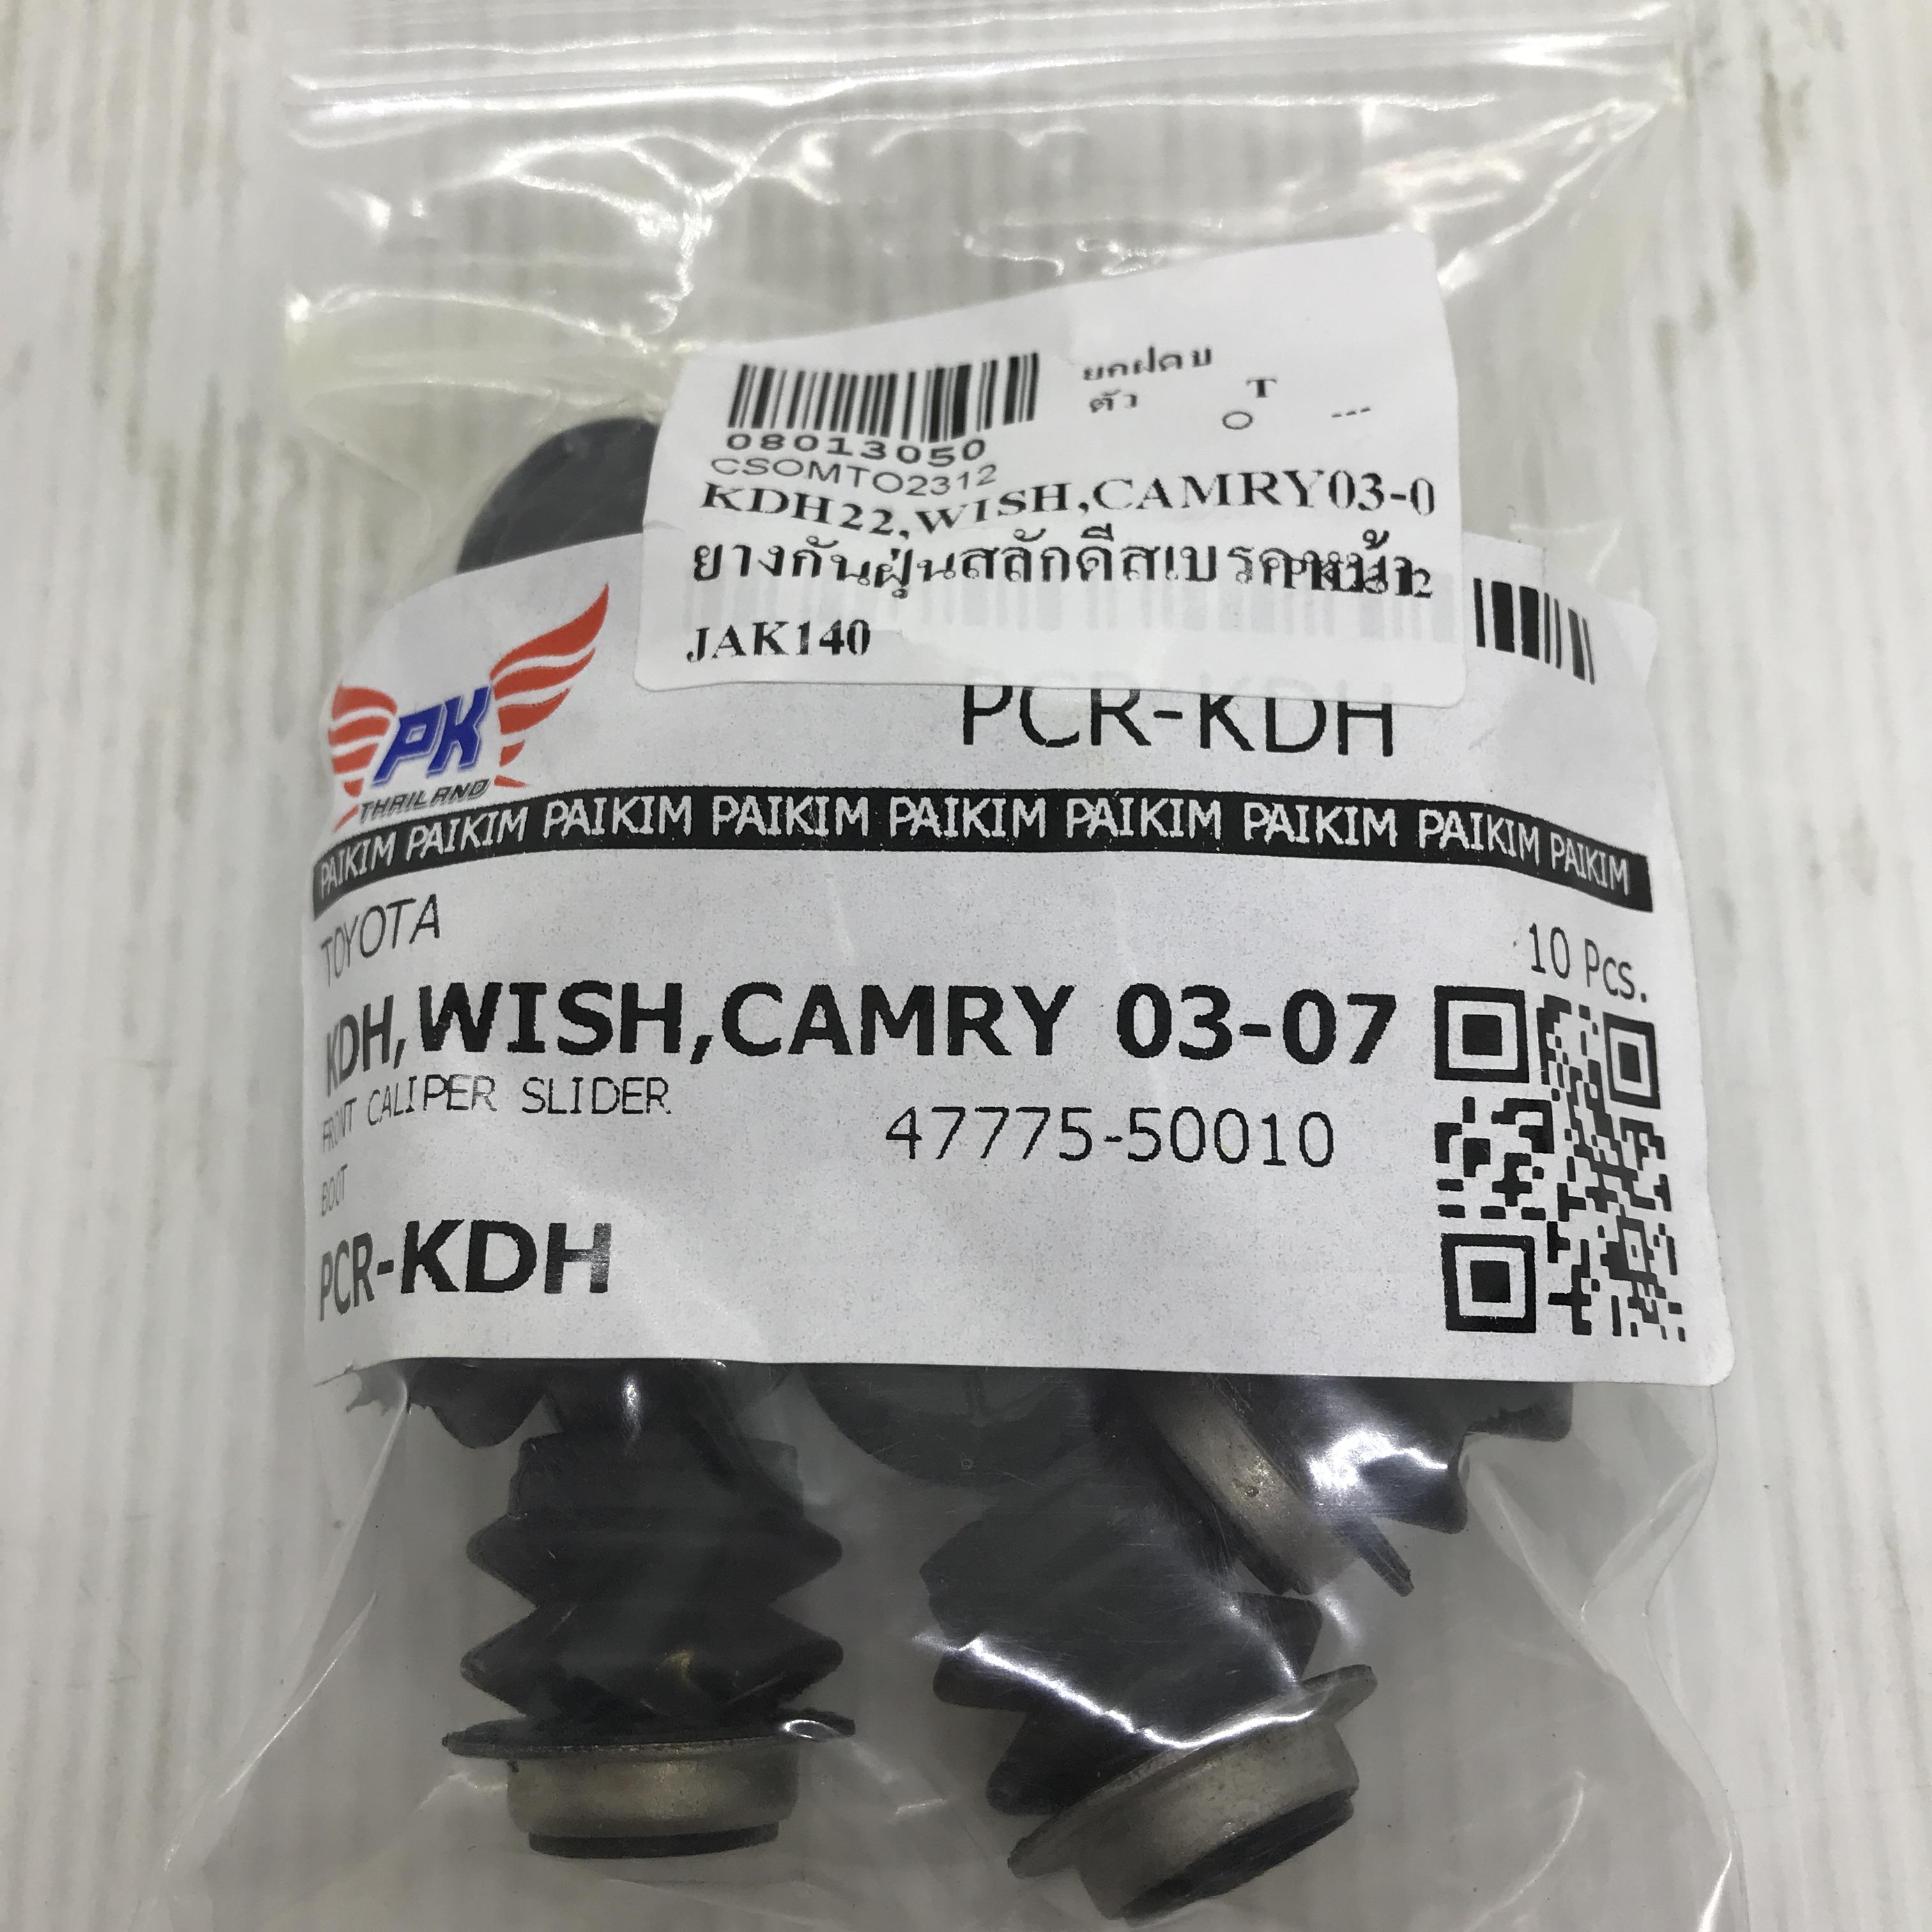 ยกฝคบ
ตัว
T
O
---
08013050
CSOMTO2312
KDH22,WISH,CAMRY03-0
ยางกันฝุ่นสลักดีสเบรคหน้า
JAK140
PCR-KDH
PK
THAILAND
PAIKIM PAIKIM PAIKIM PAIKIM PAIKIM PAIKIM PAIKIM PAIKIM PAIKIM
TOYOTA
10 Pcs.
KDH,WISH,CAMRY 03-07
FRONT CALIPER SLIDER
47775-50010
BOOT
PCR-KDH